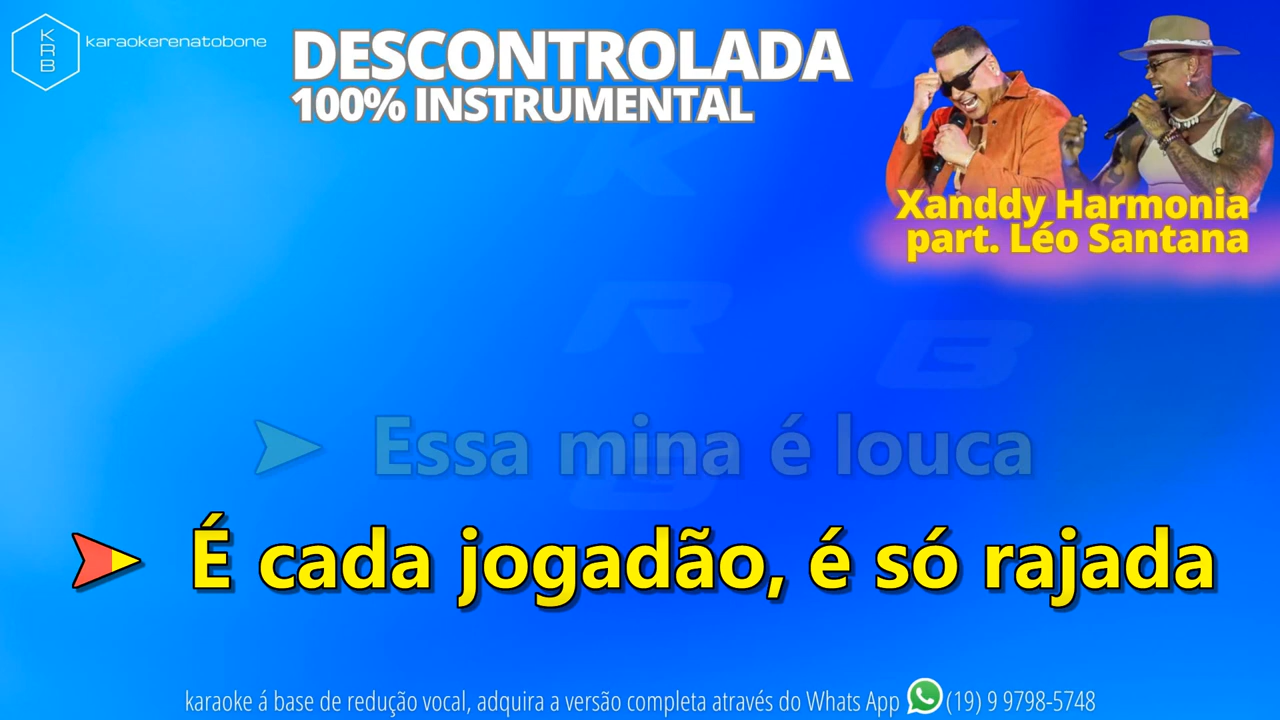 KRB
karaokerenatobone
DESCONTROLADA
100% INSTRUMENTAL
Xanddy Harmonia
part. Léo Santana
K
K
R
B
B
Essa mina é louca
É cada jogadão, é só rajada
karaoke á base de redução vocal, adquira a versão completa através do Whats App (19) 9 9798-5748